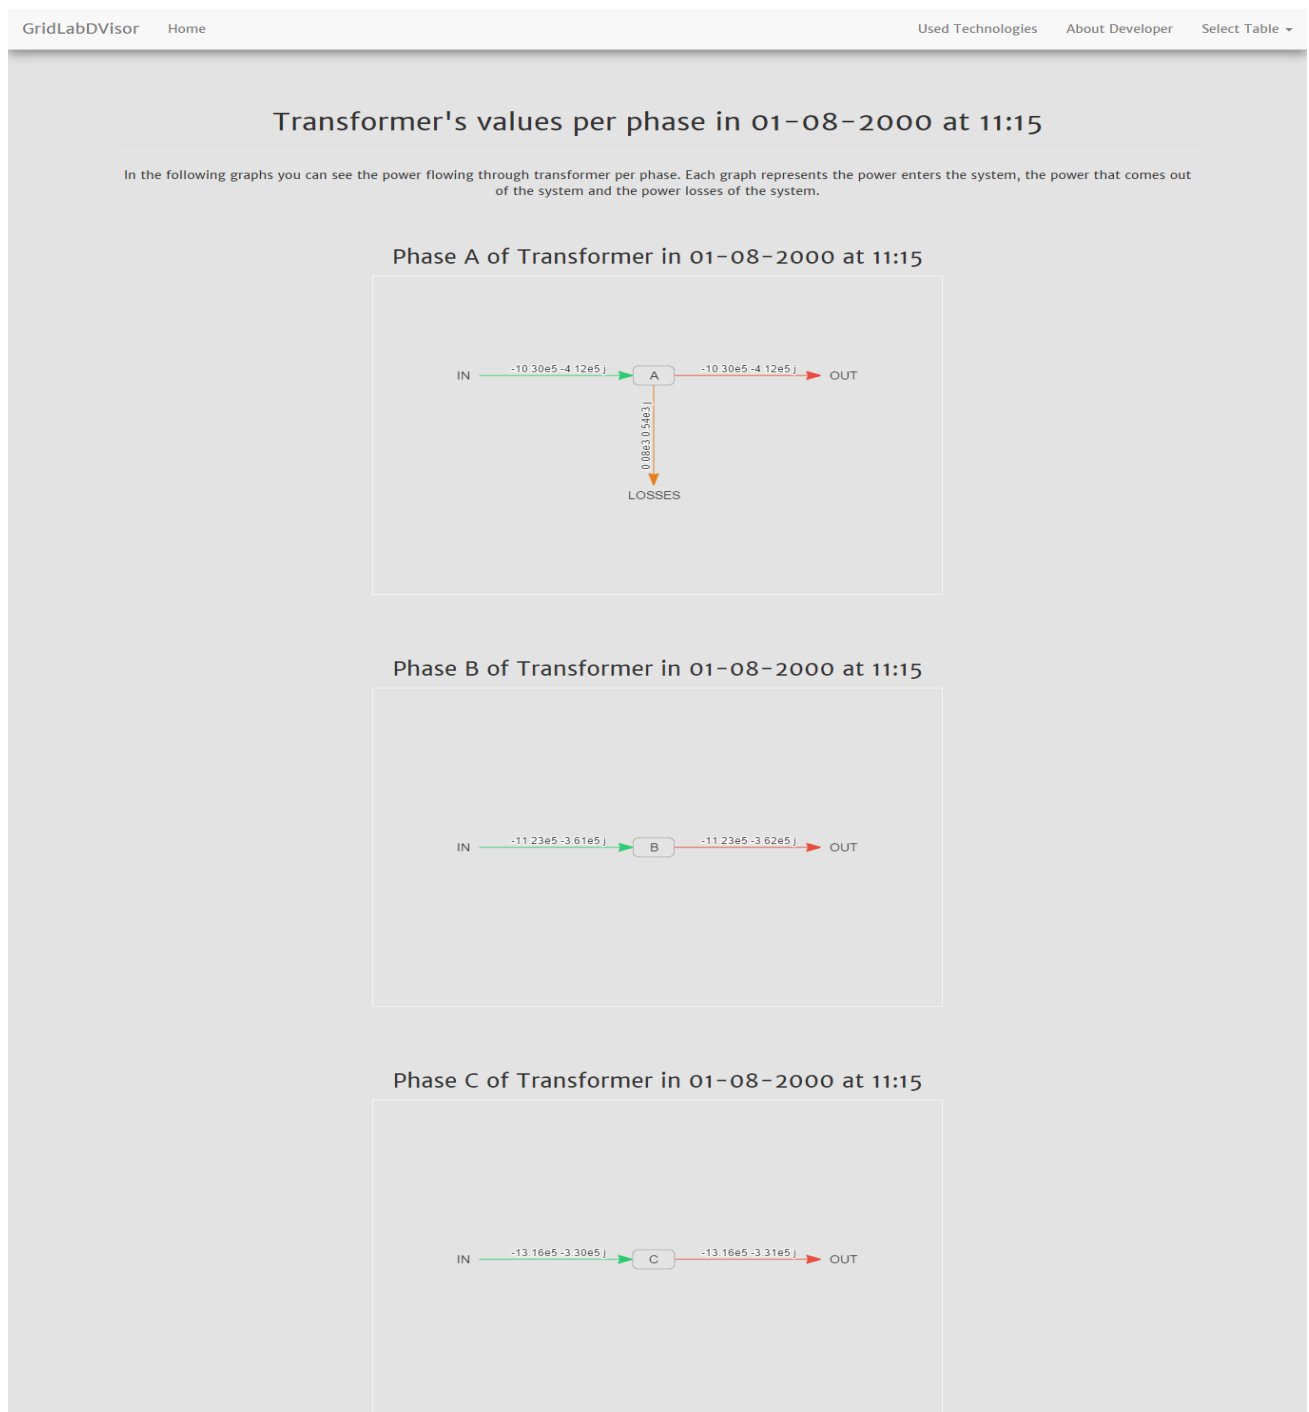 GridLabDVisor Home Used Technologies About Developer Select Table
Transformer's values per phase in 01-08-2000 at 11:15
In the following graphs you can see the power flowing through transformer per phase. Each graph represents the power enters the system, the power that comes out
of the system and the power losses of the system.
Phase A of Transformer in 01-08-2000 at 11:15
IN -10.30e5 -4.12e5 j A -10.30e5 -4.12e5 j OUT
0.08e3 0.54e3 j
LOSSES
Phase B of Transformer in 01-08-2000 at 11:15
IN -11.23e5 -3.61e5 j B -11.23e5 -3.62e5 j OUT
Phase C of Transformer in 01-08-2000 at 11:15
IN -13.16e5 -3.30e5 j C -13.16e5 -3.31e5 j OUT